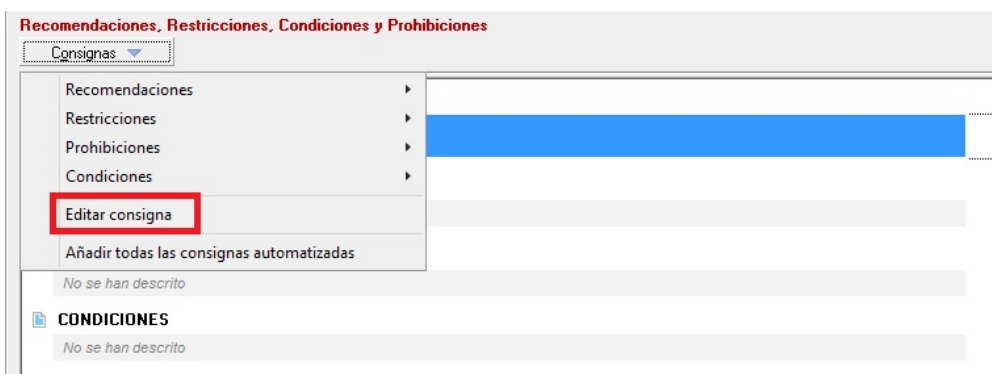 Recomendaciones, Restricciones, Condiciones y Prohibiciones
Consignas
Recomendaciones
Restricciones
Prohibiciones
Condiciones
Editar consigna
Añadir todas las consignas automatizadas
No se han descrito
CONDICIONES
No se han descrito